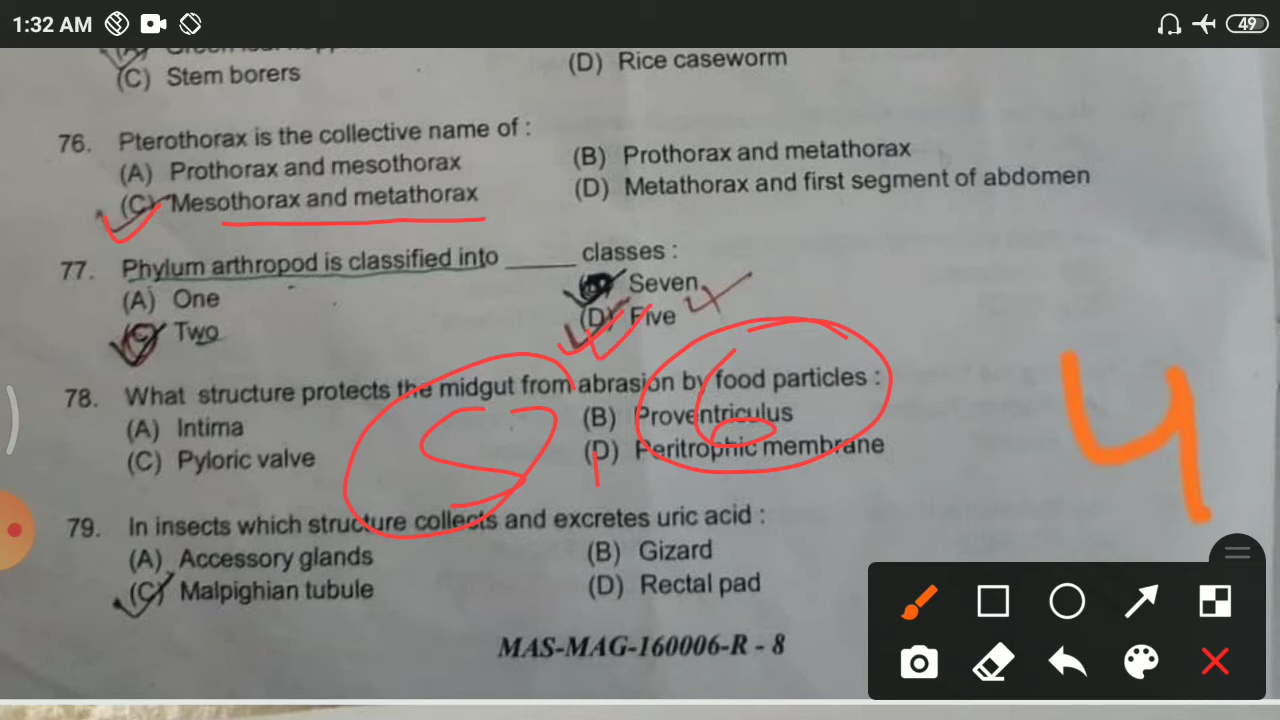 1:32 AM 49
(C) Stem borers (D) Rice caseworm
76. Pterothorax is the collective name of :
(A) Prothorax and mesothorax (B) Prothorax and metathorax
(C) Mesothorax and metathorax (D) Metathorax and first segment of abdomen
77. Phylum arthropod is classified into ______ classes :
(A) One Seven
(C) Two (D) Five
78. What structure protects the midgut from abrasion by food particles :
(A) Intima (B) Proventriculus
(C) Pyloric valve (D) Peritrophic membrane
5 6 4
79. In insects which structure collects and excretes uric acid :
(A) Accessory glands (B) Gizard
(C) Malpighian tubule (D) Rectal pad
MAS-MAG-160006-R - 8